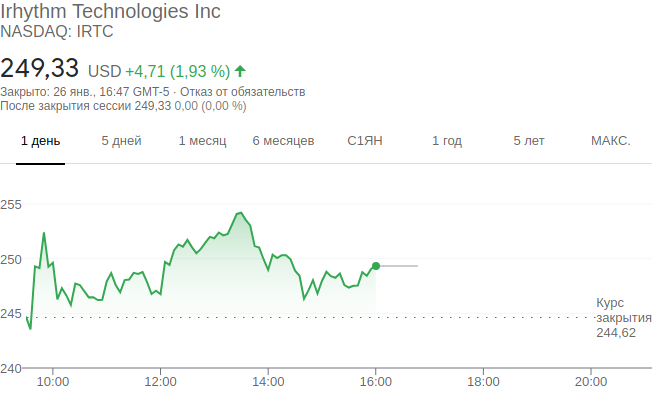 Irhythm Technologies Inc
NASDAQ: IRTC
249,33 USD +4,71 (1,93 %)
Закрыто: 26 янв., 16:47 GMT-5 · Отказ от обязательств
После закрытия сессии 249,33 0,00 (0,00 %)
1 день 5 дней 1 месяц 6 месяцев С1ЯН 1 год 5 лет МАКС.
255
250
245
240
Курс
закрытия
244,62
10:00 12:00 14:00 16:00 18:00 20:00